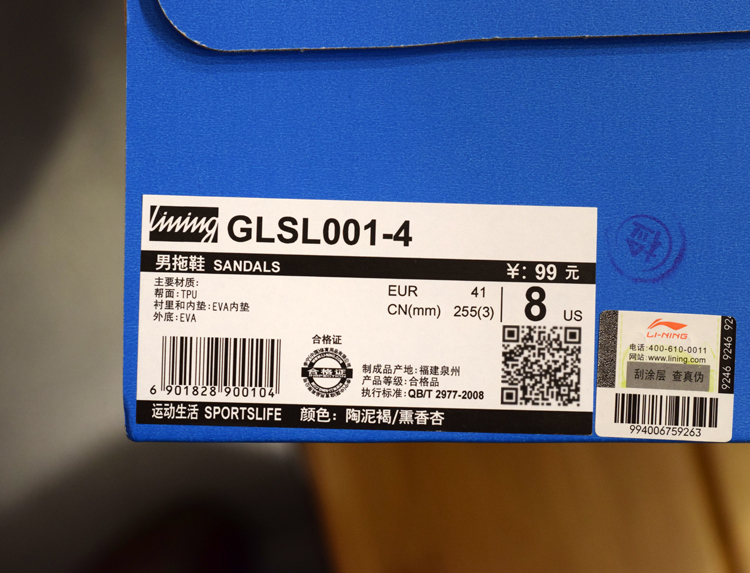 lining GLSL001-4
男拖鞋 SANDALS ¥: 99 元
主要材质:
帮面:TPU
衬里和内垫:EVA内垫
外底:EVA
EUR 41
CN(mm) 255(3)
8 US
合格证
合格证
制成品产地:福建泉州
产品等级:合格品
执行标准:QB/T 2977-2008
6 901828 900104
运动生活 SPORTSLIFE 颜色: 陶泥褐/熏香杏
LI-NING
电话:400-610-0011
网站:www.lining.com
刮涂层 查真伪
994006759263
9246 9246 92